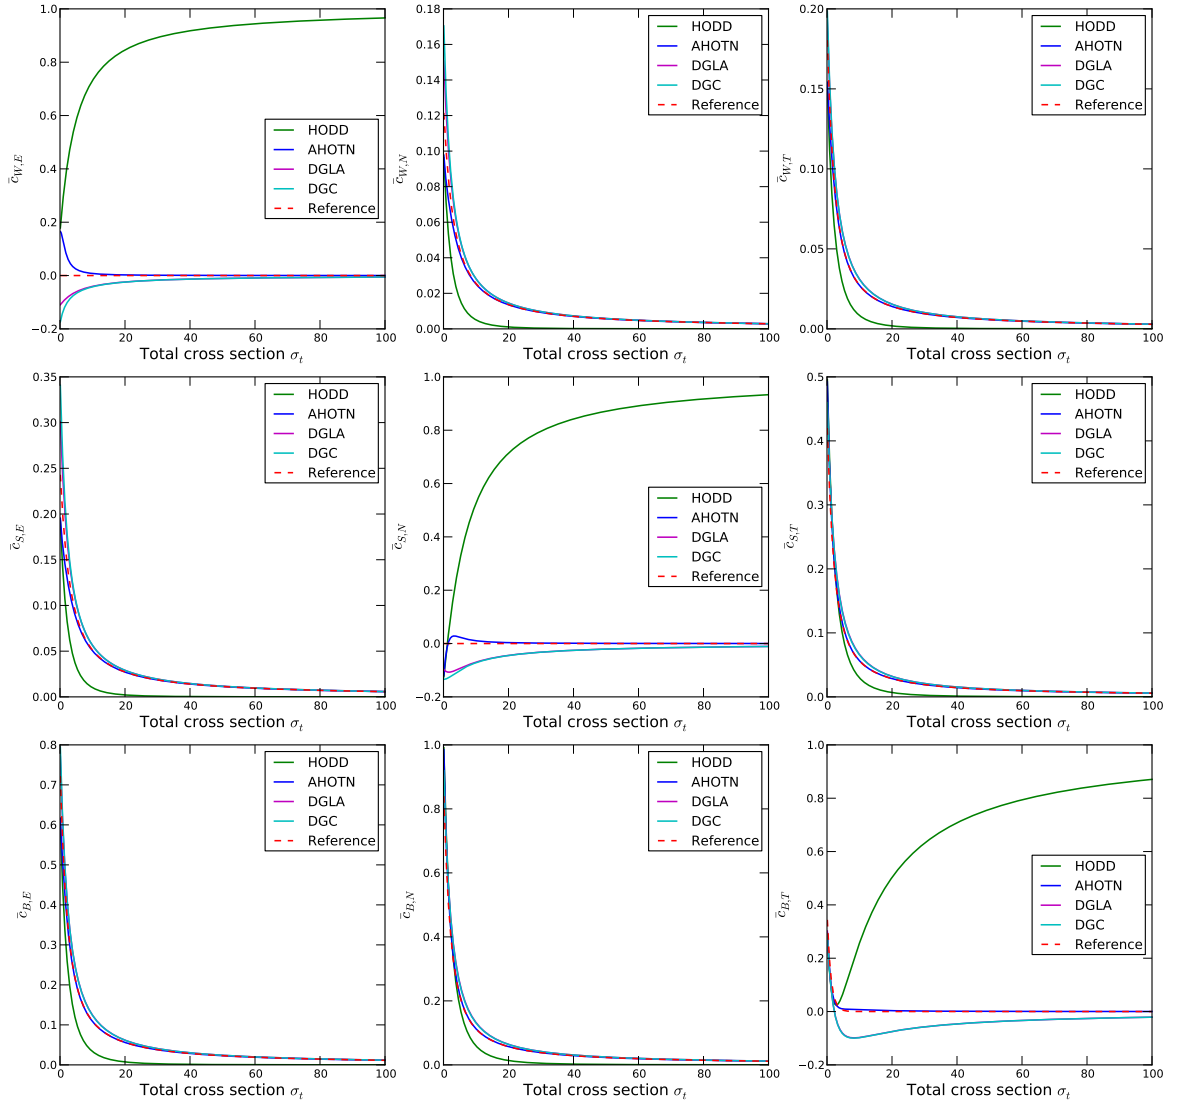 1.0
0.8
0.6
0.4
0.2
0.0
−0.2
c̄_{W,E}
HODD
AHOTN
DGLA
DGC
Reference
0 20 40 60 80 100
Total cross section σ_t
0.18
0.16
0.14
0.12
0.10
0.08
0.06
0.04
0.02
0.00
c̄_{W,N}
HODD
AHOTN
DGLA
DGC
Reference
0 20 40 60 80 100
Total cross section σ_t
0.20
0.15
0.10
0.05
0.00
c̄_{W,T}
HODD
AHOTN
DGLA
DGC
Reference
0 20 40 60 80 100
Total cross section σ_t
0.35
0.30
0.25
0.20
0.15
0.10
0.05
0.00
c̄_{S,E}
HODD
AHOTN
DGLA
DGC
Reference
0 20 40 60 80 100
Total cross section σ_t
1.0
0.8
0.6
0.4
0.2
0.0
−0.2
c̄_{S,N}
HODD
AHOTN
DGLA
DGC
Reference
0 20 40 60 80 100
Total cross section σ_t
0.5
0.4
0.3
0.2
0.1
0.0
c̄_{S,T}
HODD
AHOTN
DGLA
DGC
Reference
0 20 40 60 80 100
Total cross section σ_t
0.8
0.7
0.6
0.5
0.4
0.3
0.2
0.1
0.0
c̄_{B,E}
HODD
AHOTN
DGLA
DGC
Reference
0 20 40 60 80 100
Total cross section σ_t
1.0
0.8
0.6
0.4
0.2
0.0
c̄_{B,N}
HODD
AHOTN
DGLA
DGC
Reference
0 20 40 60 80 100
Total cross section σ_t
1.0
0.8
0.6
0.4
0.2
0.0
−0.2
c̄_{B,T}
HODD
AHOTN
DGLA
DGC
Reference
0 20 40 60 80 100
Total cross section σ_t